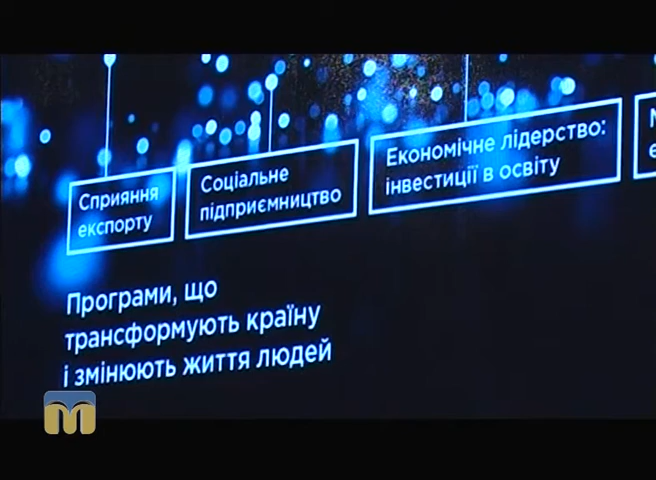 Сприяння
експорту
Соціальне
підприємництво
Економічне лідерство:
інвестиції в освіту
Програми, що
трансформують країну
і змінюють життя людей
M